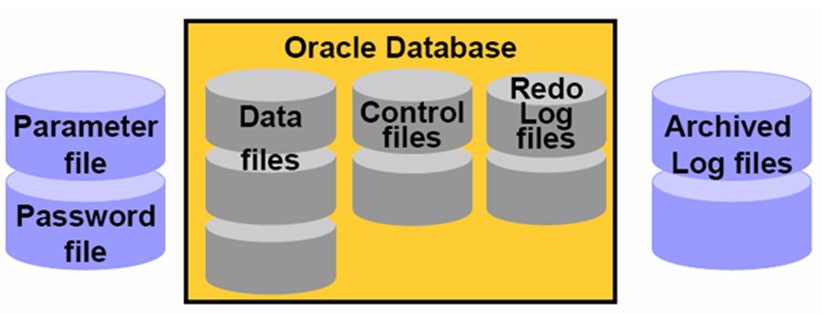 Oracle Database
Parameter
file
Password
file
Data
files
Control
files
Redo
Log
files
Archived
Log files